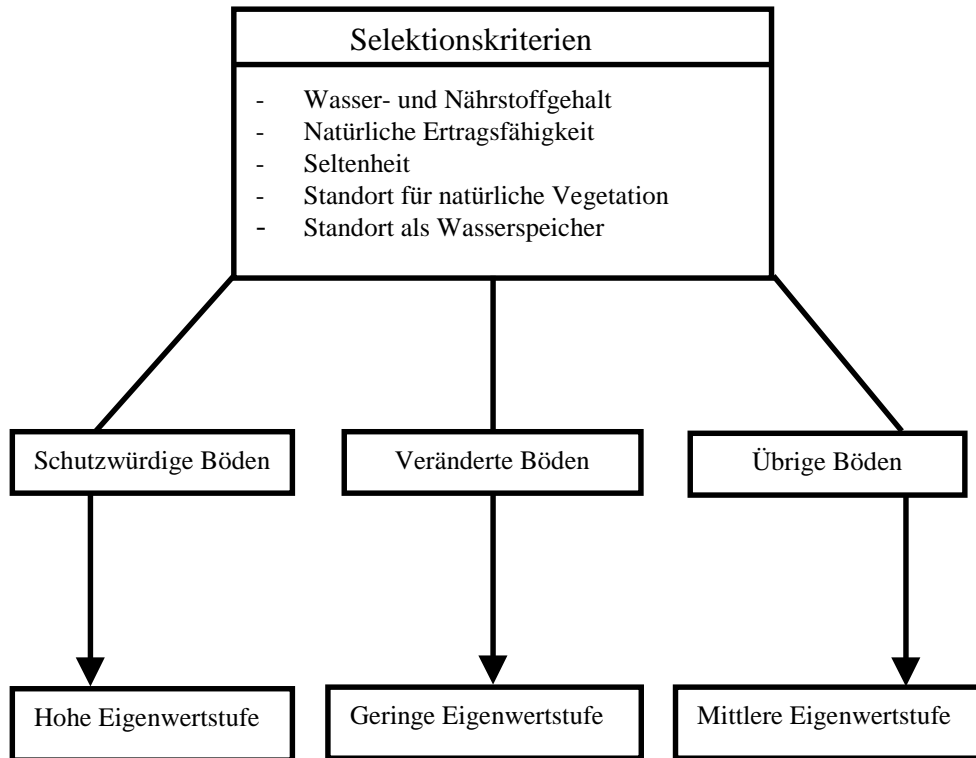 Selektionskriterien
- Wasser- und Nährstoffgehalt
- Natürliche Ertragsfähigkeit
- Seltenheit
- Standort für natürliche Vegetation
- Standort als Wasserspeicher
Schutzwürdige Böden
Veränderte Böden
Übrige Böden
Hohe Eigenwertstufe
Geringe Eigenwertstufe
Mittlere Eigenwertstufe